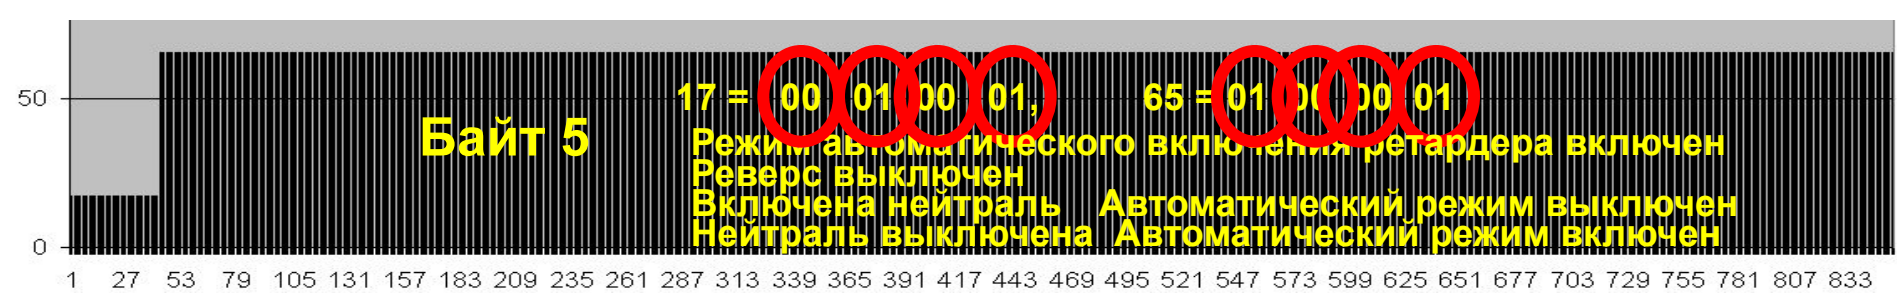 50
17 = 00 01 00 01, 65 = 01 00 00 01
Байт 5
Режим автоматического включения ретардера включен
Реверс выключен
Включена нейтраль Автоматический режим выключен
Нейтраль выключена Автоматический режим включен
0
1 27 53 79 105 131 157 183 209 235 261 287 313 339 365 391 417 443 469 495 521 547 573 599 625 651 677 703 729 755 781 807 833